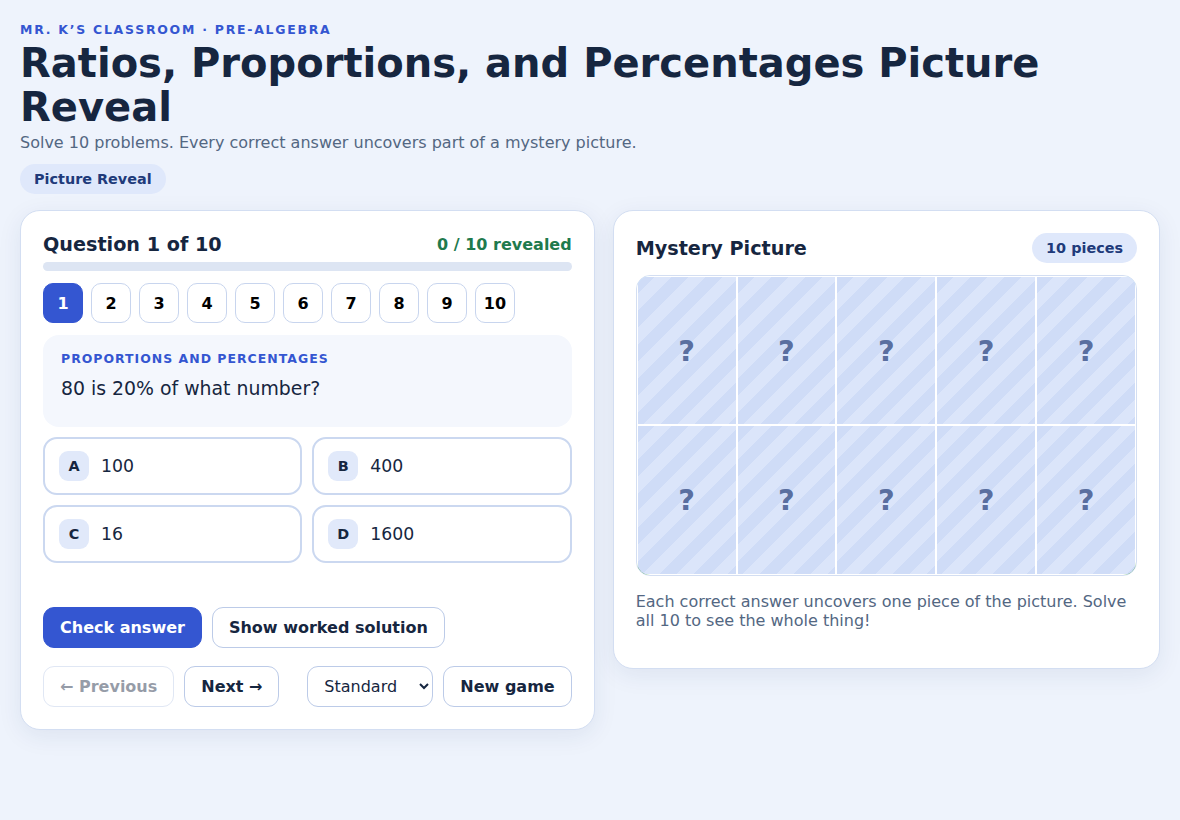 MR. K’S CLASSROOM · PRE-ALGEBRA
Ratios, Proportions, and Percentages Picture
Reveal
Solve 10 problems. Every correct answer uncovers part of a mystery picture.
Picture Reveal
Question 1 of 10
0 / 10 revealed
1 2 3 4 5 6 7 8 9 10
PROPORTIONS AND PERCENTAGES
80 is 20% of what number?
A 100
B 400
C 16
D 1600
Check answer
Show worked solution
← Previous
Next →
Standard
New game
Mystery Picture
10 pieces
? ? ? ? ?
? ? ? ? ?
Each correct answer uncovers one piece of the picture. Solve
all 10 to see the whole thing!